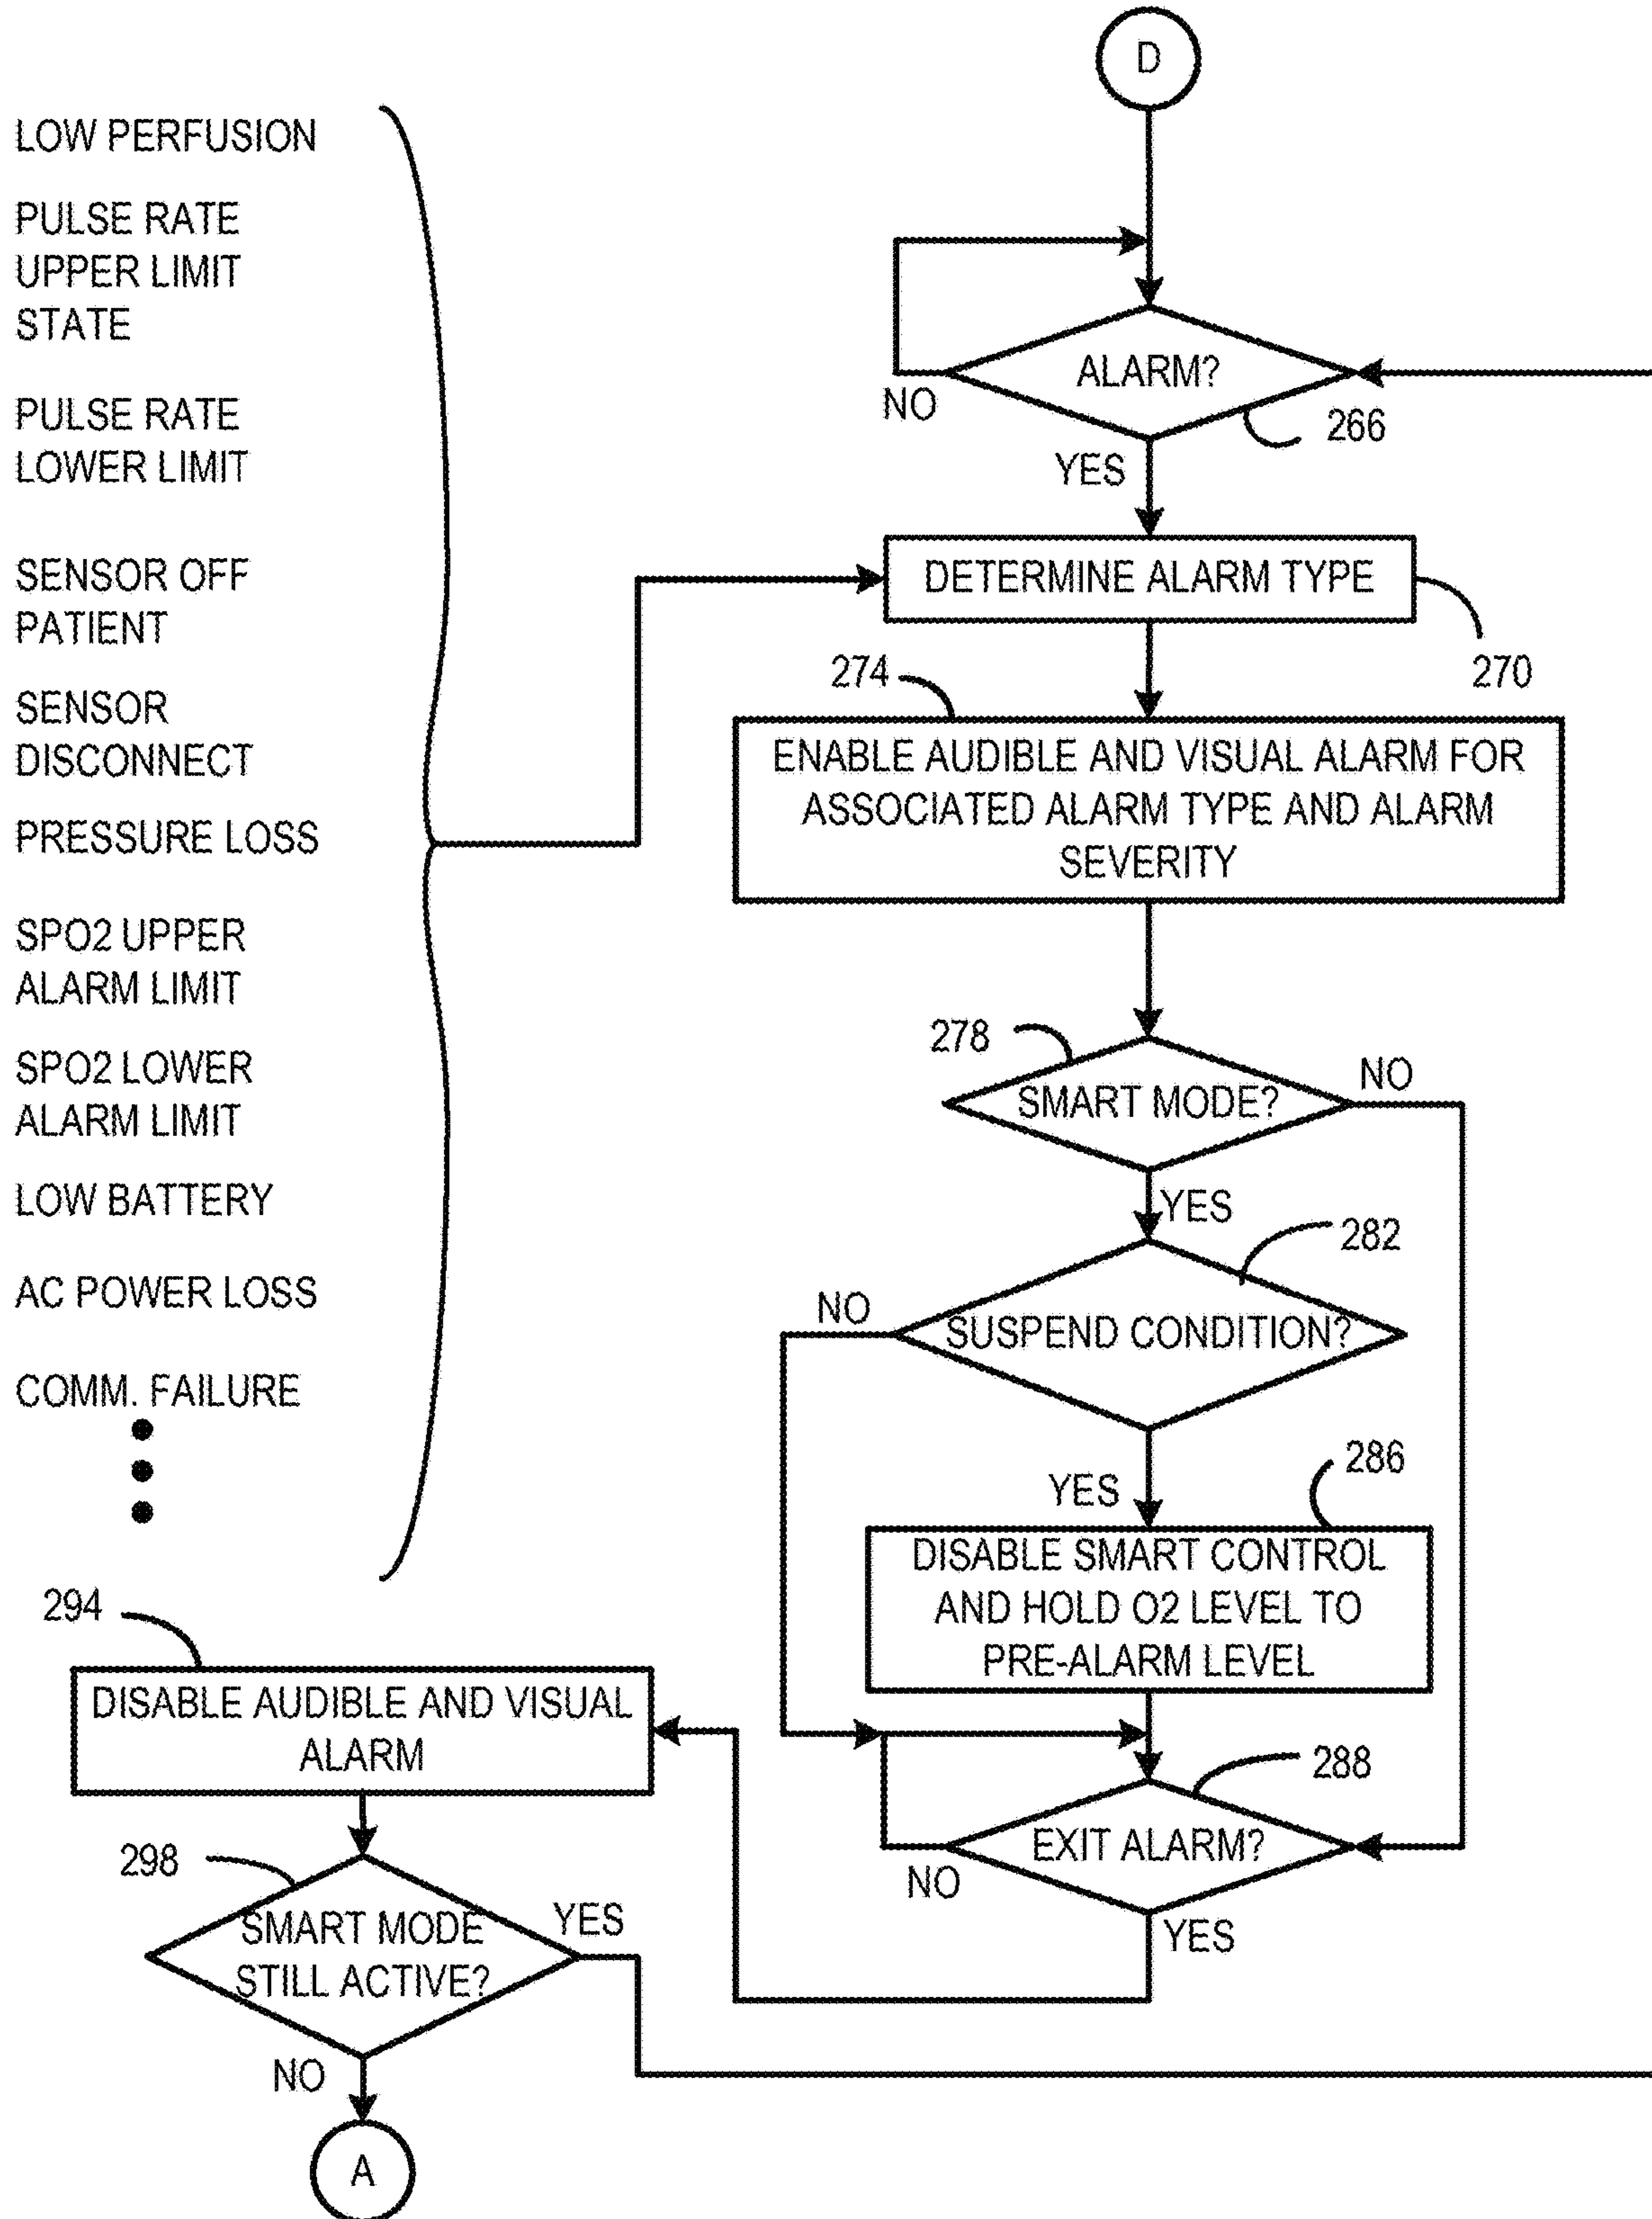 D
LOW PERFUSION
PULSE RATE
UPPER LIMIT
STATE
PULSE RATE
LOWER LIMIT
SENSOR OFF
PATIENT
SENSOR
DISCONNECT
PRESSURE LOSS
SPO2 UPPER
ALARM LIMIT
SPO2 LOWER
ALARM LIMIT
LOW BATTERY
AC POWER LOSS
COMM. FAILURE
ALARM?
NO
266
YES
DETERMINE ALARM TYPE
270
274
ENABLE AUDIBLE AND VISUAL ALARM FOR
ASSOCIATED ALARM TYPE AND ALARM
SEVERITY
278
SMART MODE?
NO
YES
282
NO
SUSPEND CONDITION?
YES
286
DISABLE SMART CONTROL
AND HOLD O2 LEVEL TO
PRE-ALARM LEVEL
288
EXIT ALARM?
NO
YES
294
DISABLE AUDIBLE AND VISUAL
ALARM
298
SMART MODE
STILL ACTIVE?
YES
NO
A